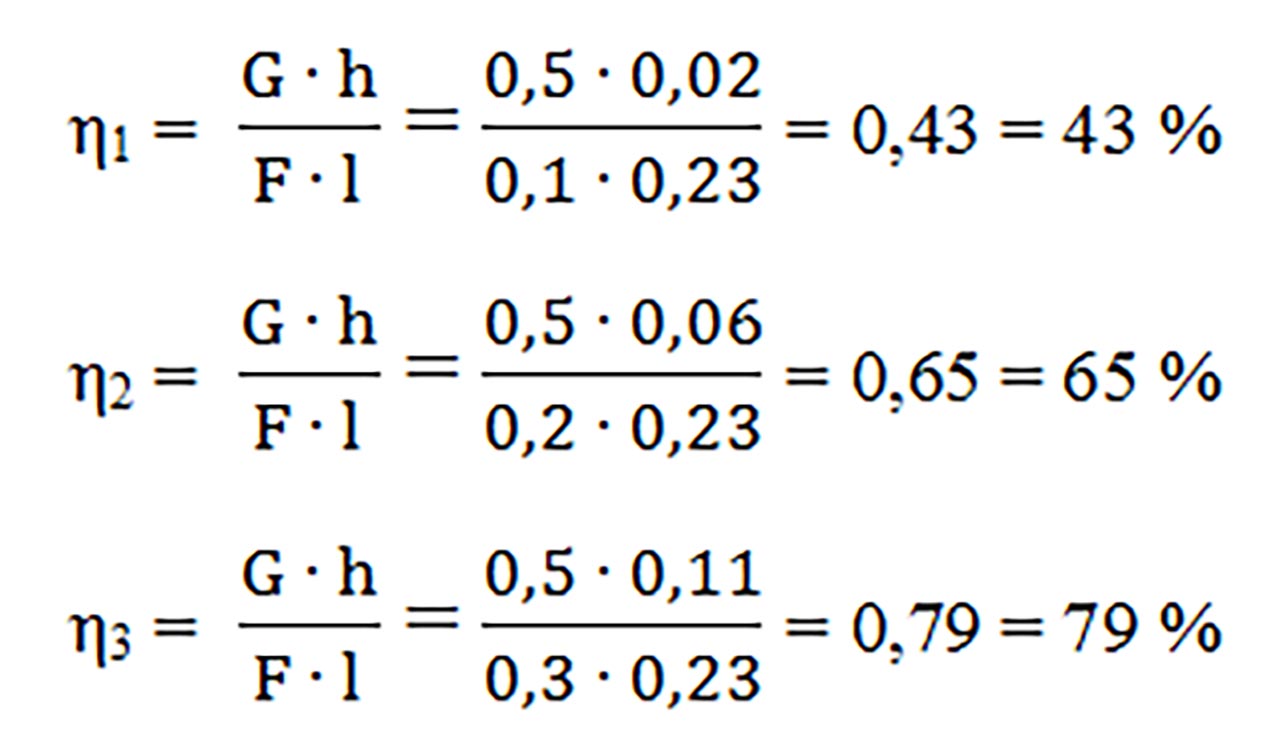 η₁ = (G · h)/(F · l) = (0,5 · 0,02)/(0,1 · 0,23) = 0,43 = 43 %
η₂ = (G · h)/(F · l) = (0,5 · 0,06)/(0,2 · 0,23) = 0,65 = 65 %
η₃ = (G · h)/(F · l) = (0,5 · 0,11)/(0,3 · 0,23) = 0,79 = 79 %